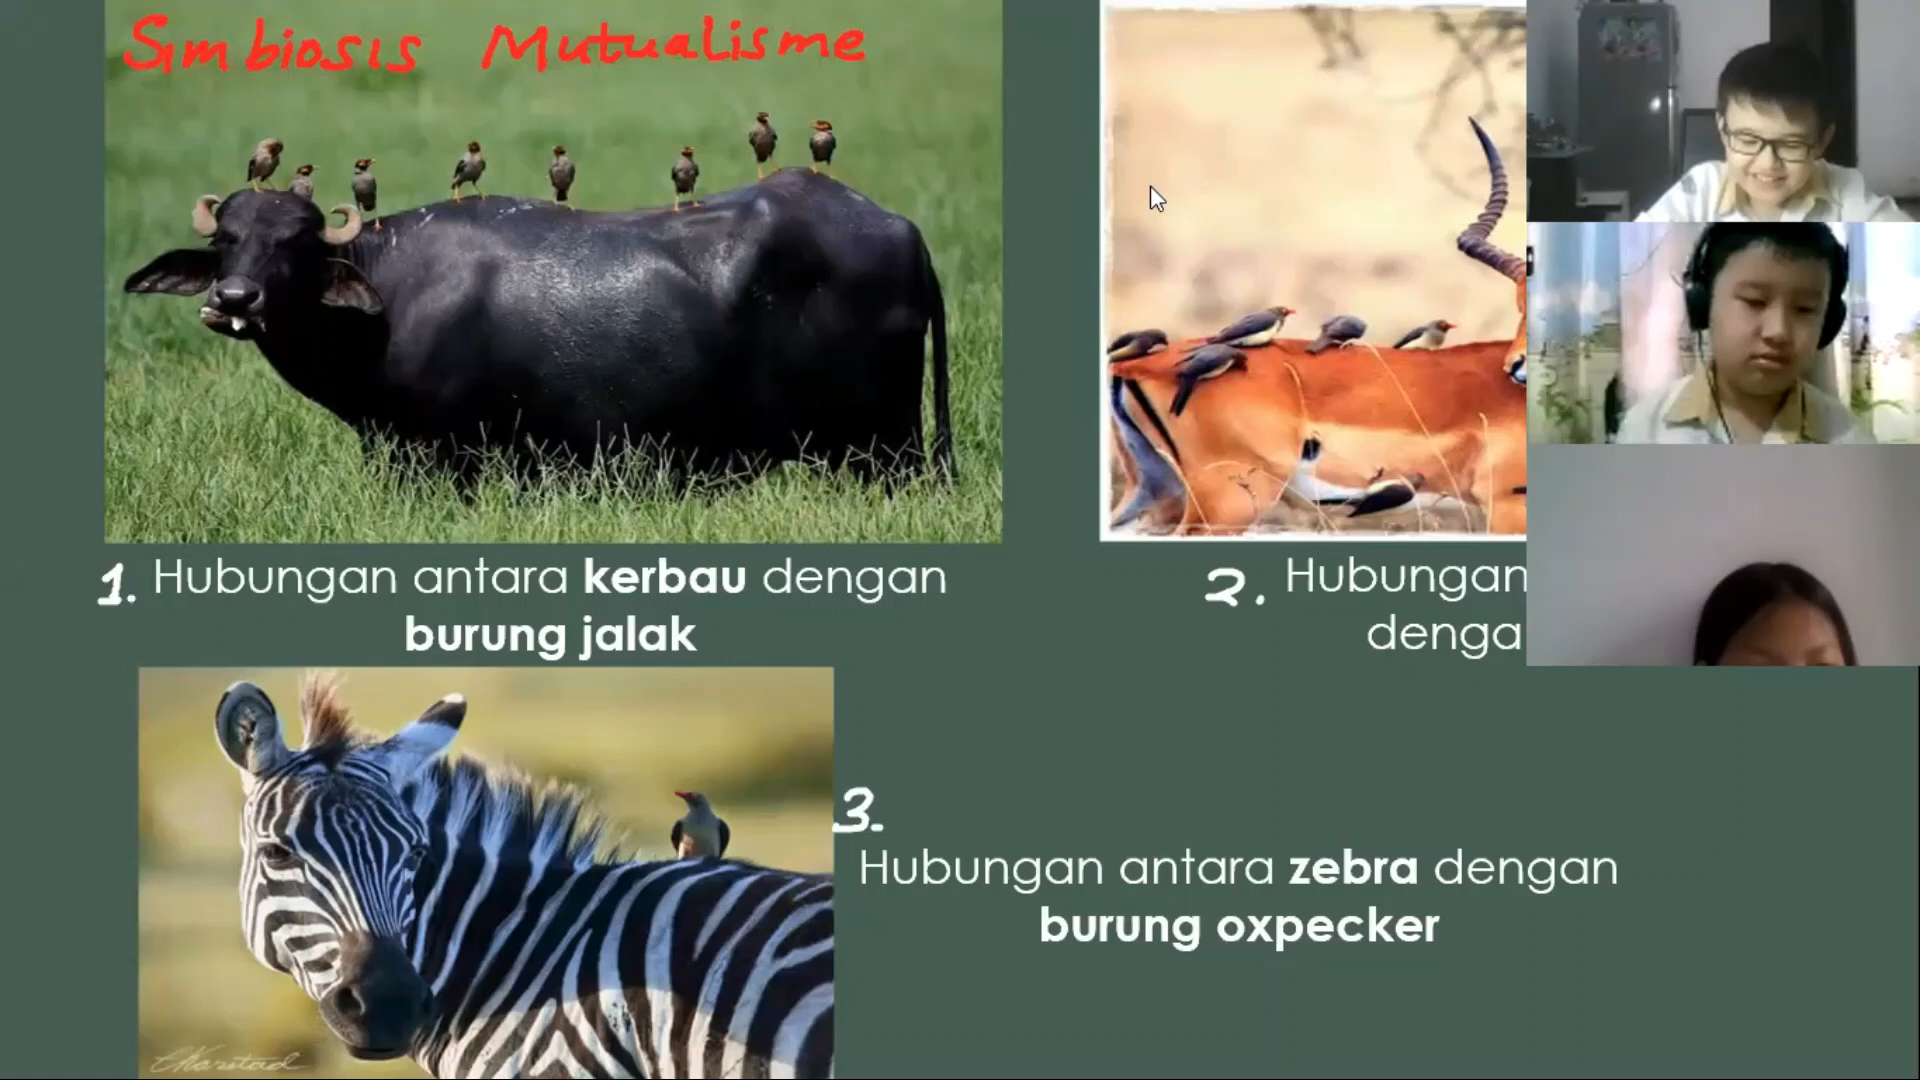 Simbiosis Mutualisme
1. Hubungan antara kerbau dengan
burung jalak
2. Hubungan
denga
3.
Hubungan antara zebra dengan
burung oxpecker